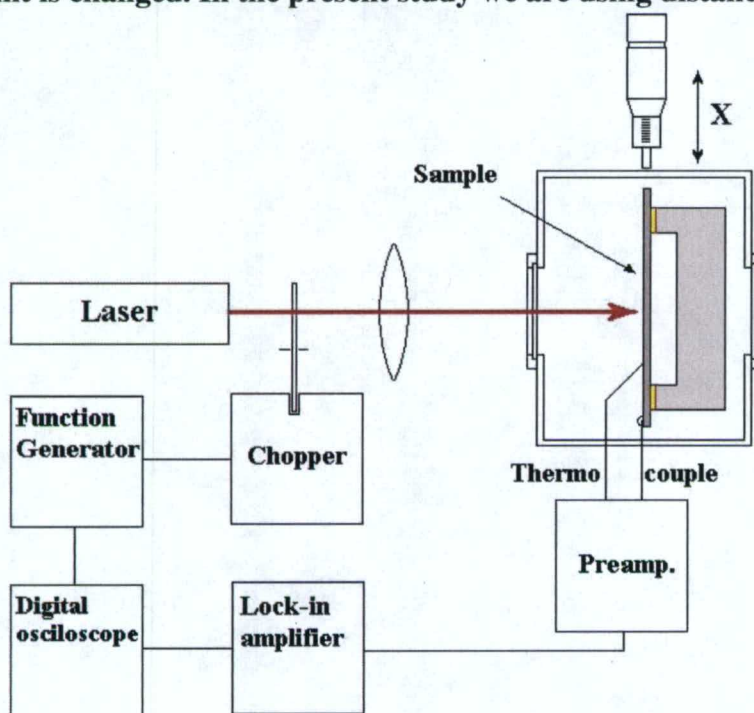 is changed. In the present study we are using distanc
X
Sample
Laser
Function
Generator
Chopper
Thermo couple
Preamp.
Digital
osciloscope
Lock-in
amplifier